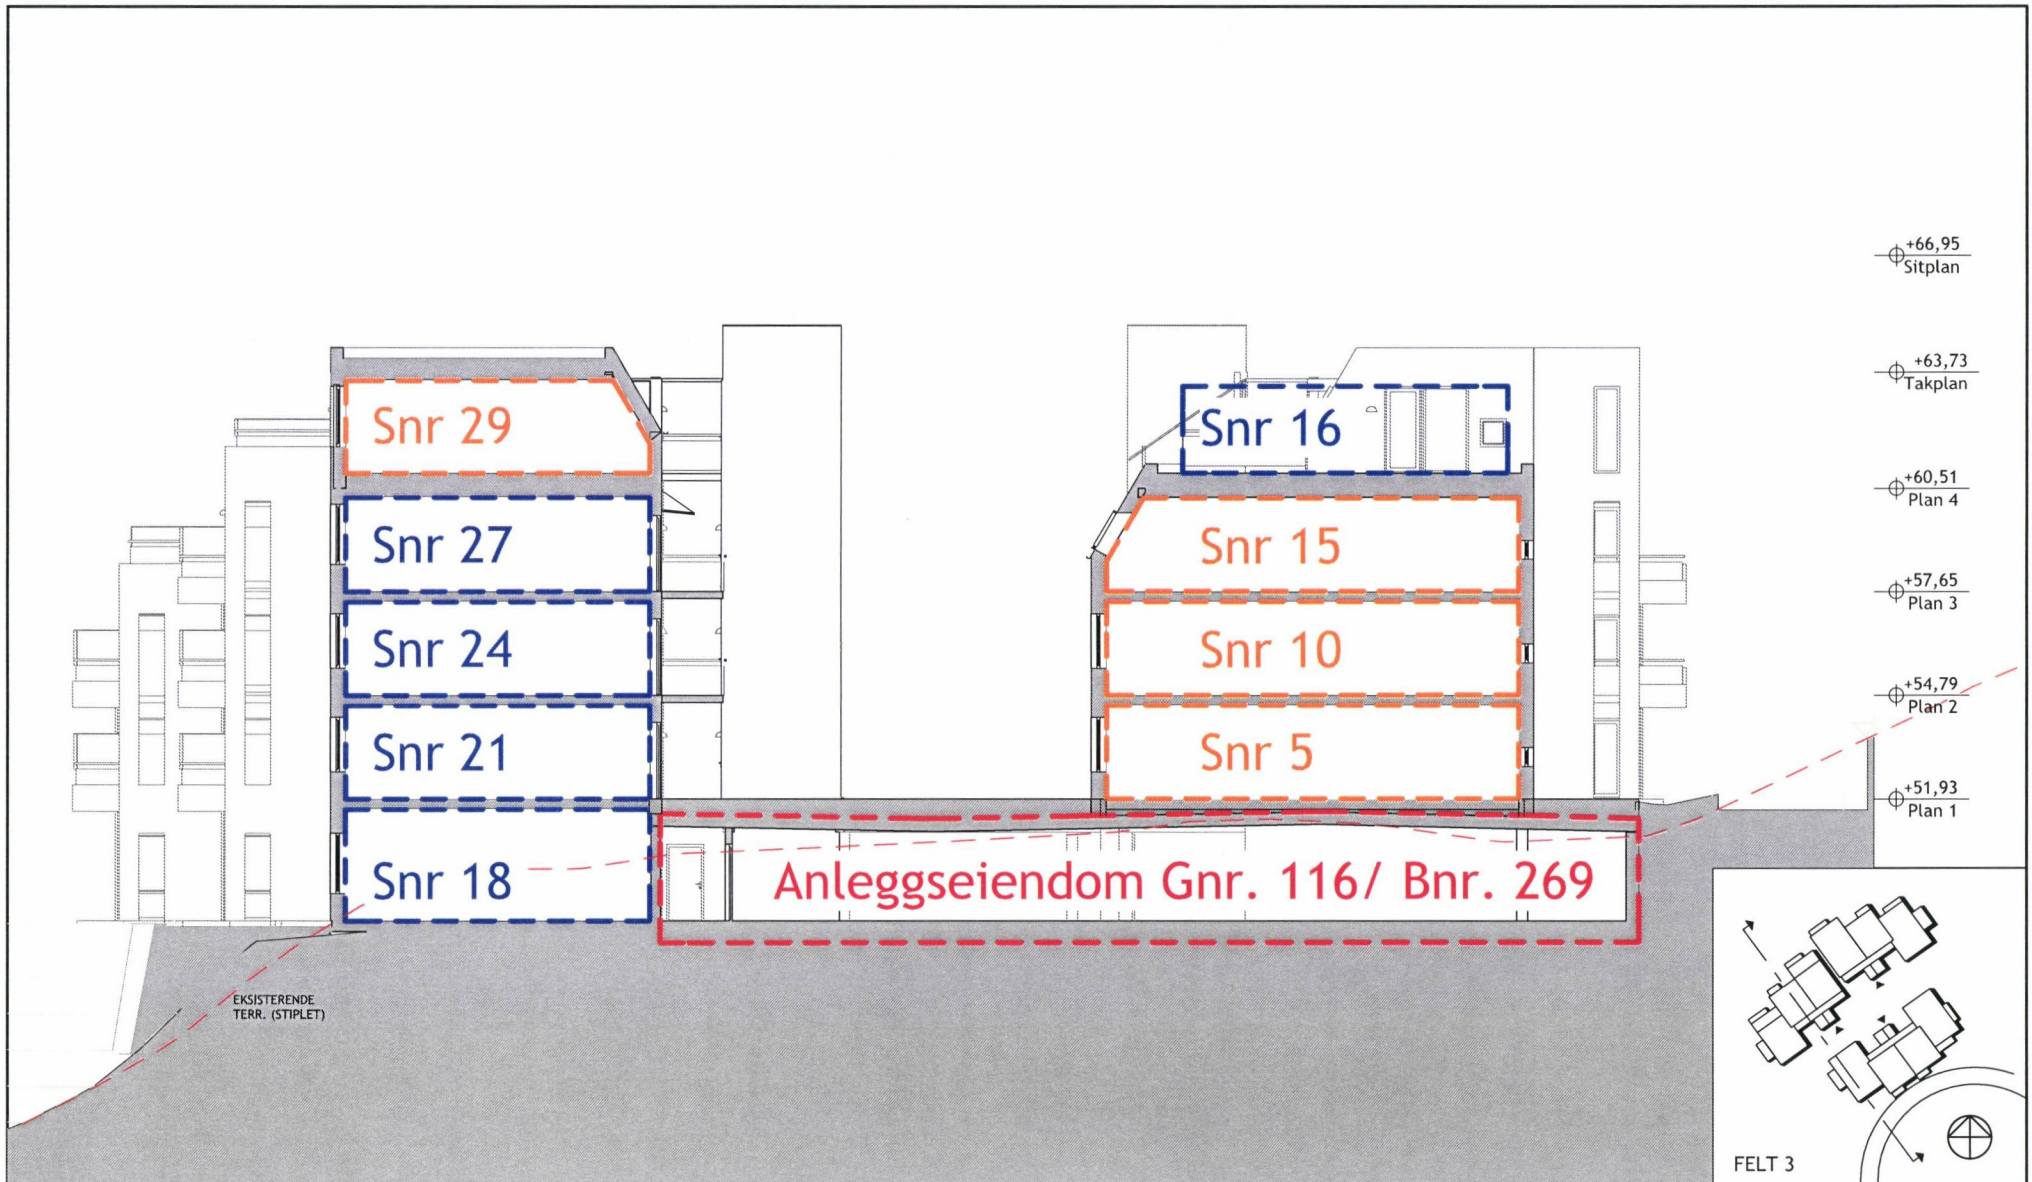 +66,95
Sitplan
+63,73
Takplan
Snr 29
Snr 16
+60,51
Plan 4
Snr 27
Snr 15
+57,65
Plan 3
Snr 24
Snr 10
+54,79
Plan 2
Snr 21
Snr 5
+51,93
Plan 1
Snr 18
Anleggseiendom Gnr. 116/ Bnr. 269
EKSISTERENDE
TERR. (STIPLET)
FELT 3